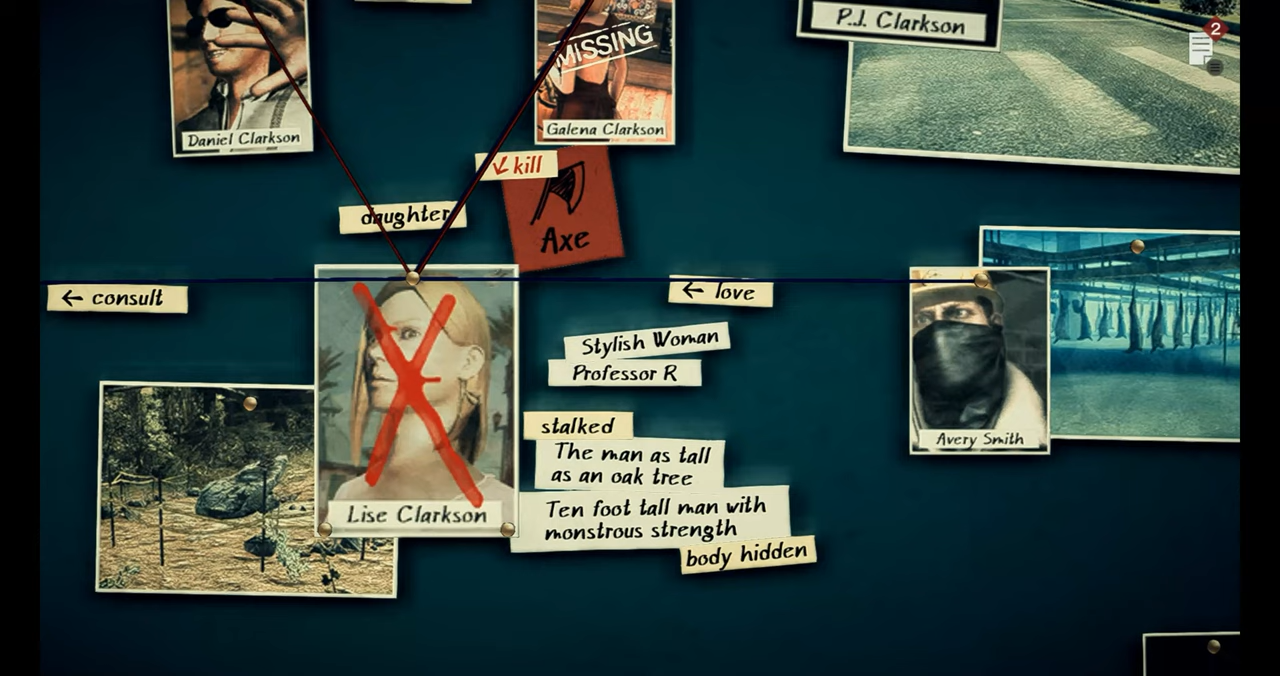 P.J. Clarkson
2
MISSING
Daniel Clarkson
Galena Clarkson
↙ kill
daughter
Axe
← consult
← love
Stylish Woman
Professor R
stalked
The man as tall
as an oak tree
Avery Smith
Ten foot tall man with
monstrous strength
Lise Clarkson
body hidden